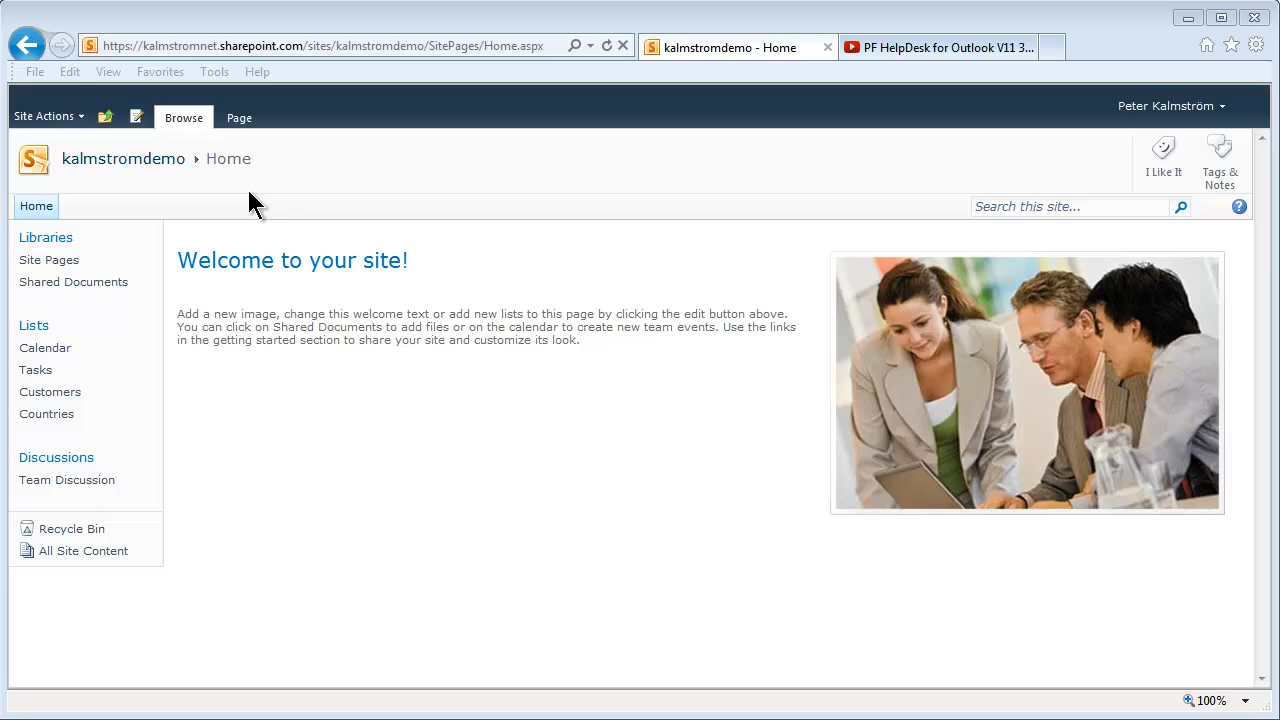 https://kalmstromnet.sharepoint.com/sites/kalmstromdemo/SitePages/Home.aspx
kalmstromdemo - Home
PF HelpDesk for Outlook V11 3...
File Edit View Favorites Tools Help
Site Actions
Browse
Page
Peter Kalmström
kalmstromdemo
Home
I Like It
Tags &
Notes
Home
Search this site...
Libraries
Site Pages
Shared Documents
Lists
Calendar
Tasks
Customers
Countries
Discussions
Team Discussion
Recycle Bin
All Site Content
Welcome to your site!
Add a new image, change this welcome text or add new lists to this page by clicking the edit button above.
You can click on Shared Documents to add files or on the calendar to create new team events. Use the links
in the getting started section to share your site and customize its look.
100%